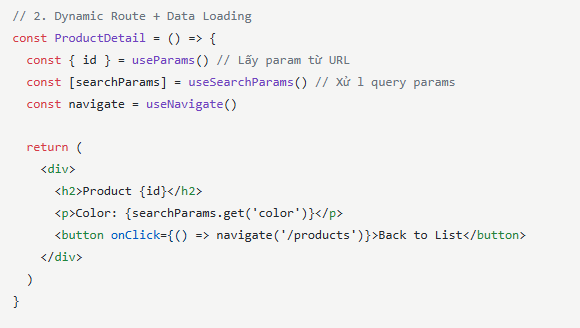 // 2. Dynamic Route + Data Loading
const ProductDetail = () => {
  const { id } = useParams() // Lấy param từ URL
  const [searchParams] = useSearchParams() // Xử l query params
  const navigate = useNavigate()

  return (
    <div>
      <h2>Product {id}</h2>
      <p>Color: {searchParams.get('color')}</p>
      <button onClick={() => navigate('/products')}>Back to List</button>
    </div>
  )
}